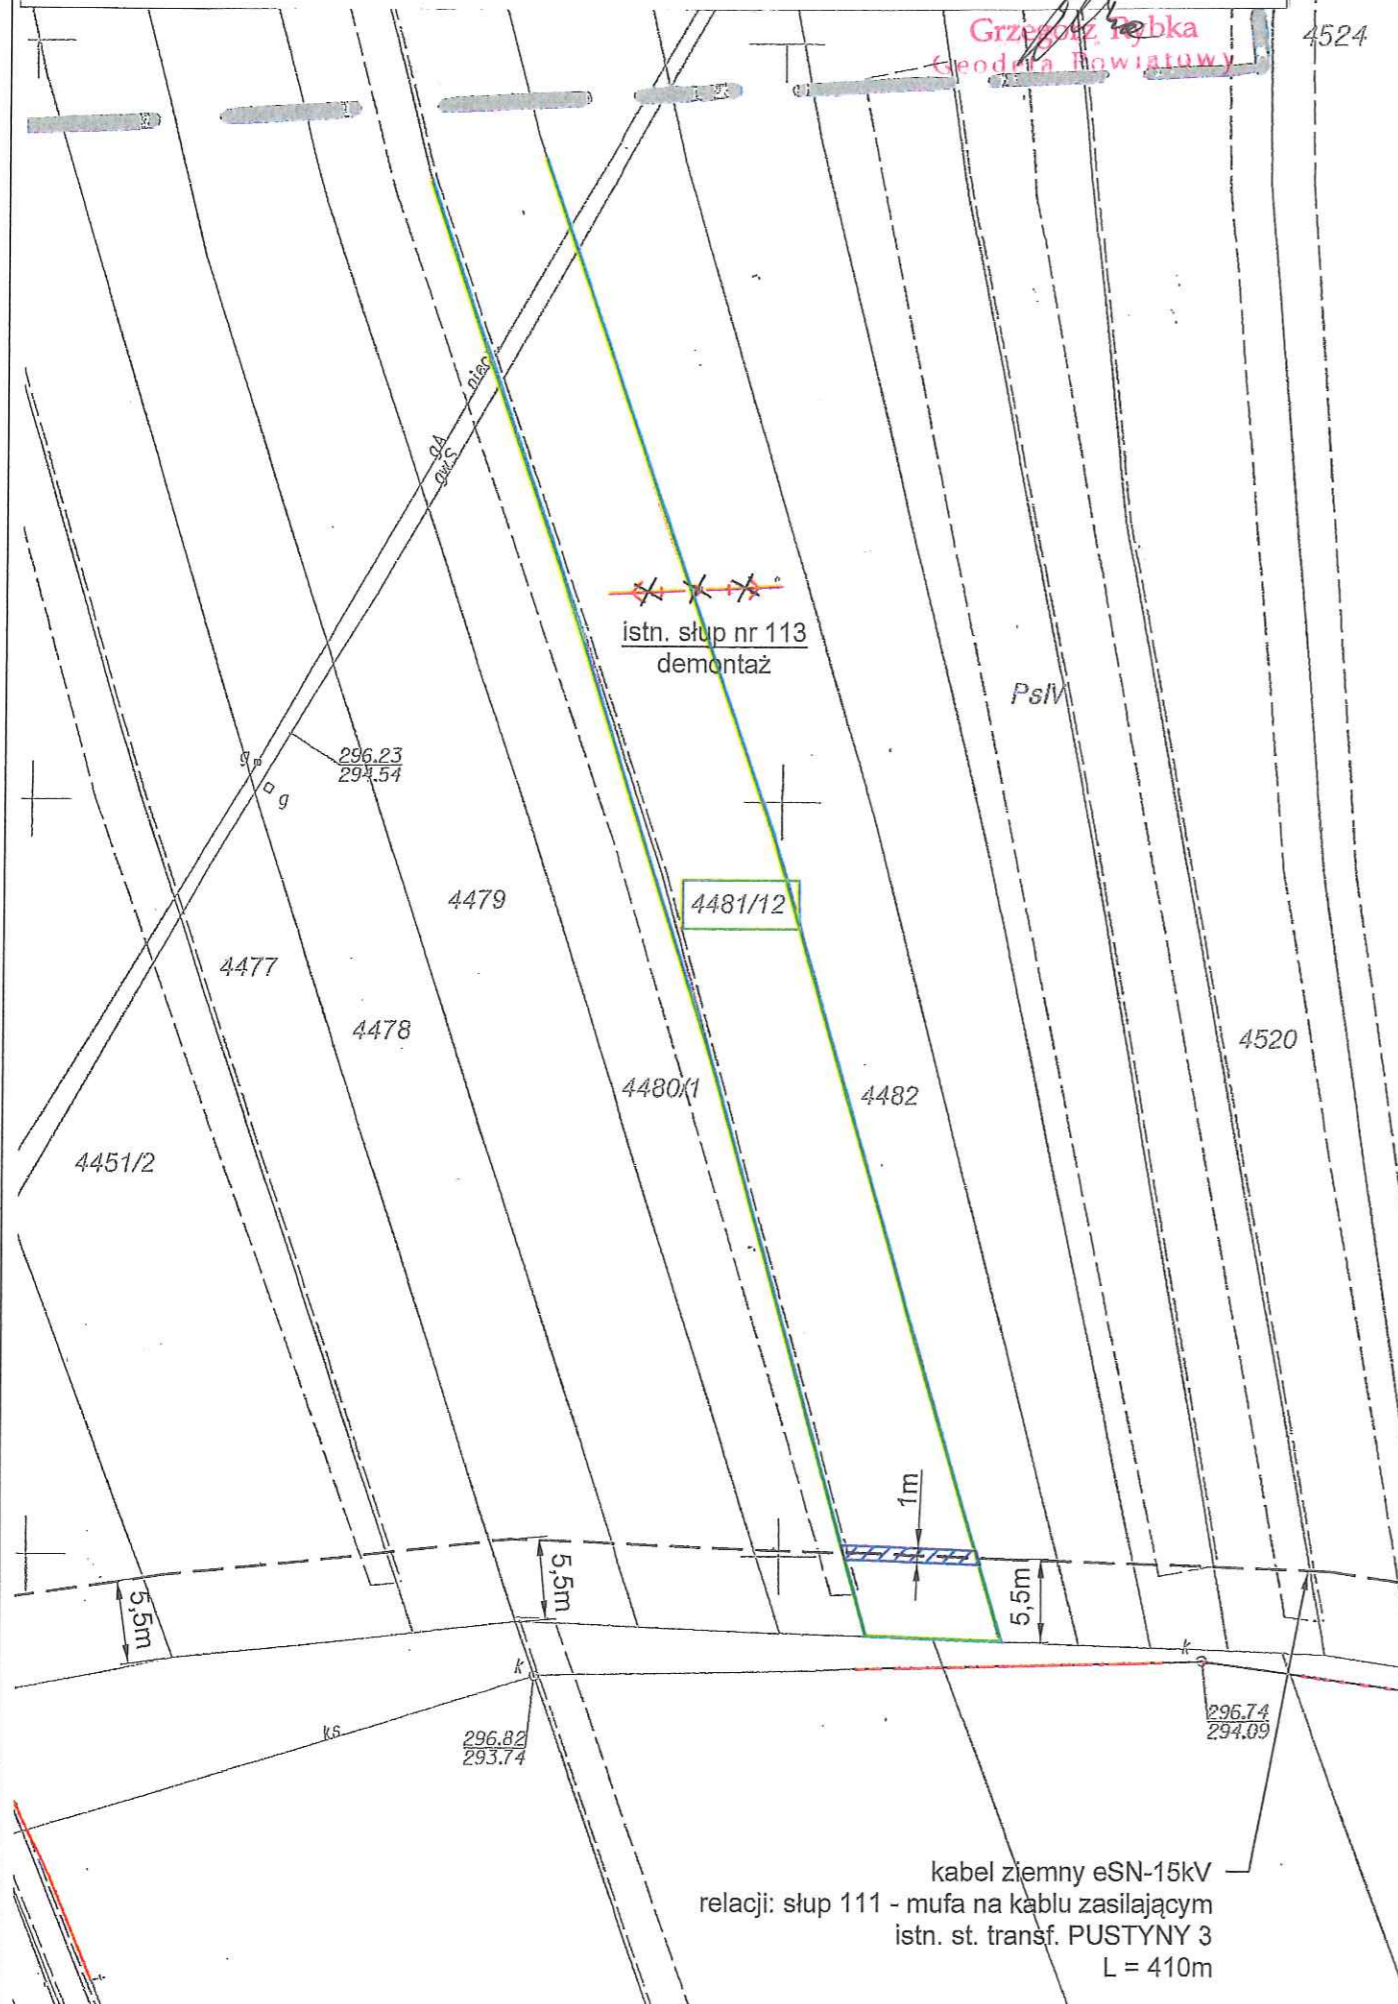 Grzegorz Rybka
Geodeta Powiatowy
4524
gA
gwS
istn. słup nr 113
demontaż
PsIV
g
296.23
294.54
g
4479
4481/12
4477
4478
4520
4480/1
4482
4451/2
1m
5,5m
5,5m
5,5m
k
k
ks
296.82
293.74
296.74
294.09
kabel ziemny eSN-15kV
relacji: słup 111 - mufa na kablu zasilającym
istn. st. transf. PUSTYNY 3
L = 410m